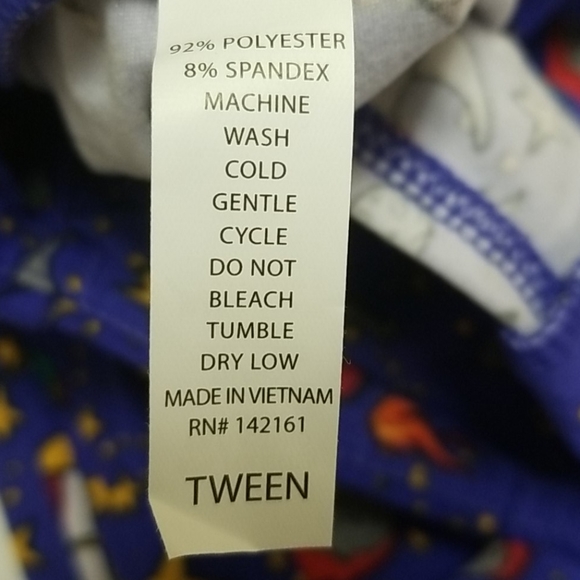 92% POLYESTER
8% SPANDEX
MACHINE
WASH
COLD
GENTLE
CYCLE
DO NOT
BLEACH
TUMBLE
DRY LOW
MADE IN VIETNAM
RN# 142161
TWEEN